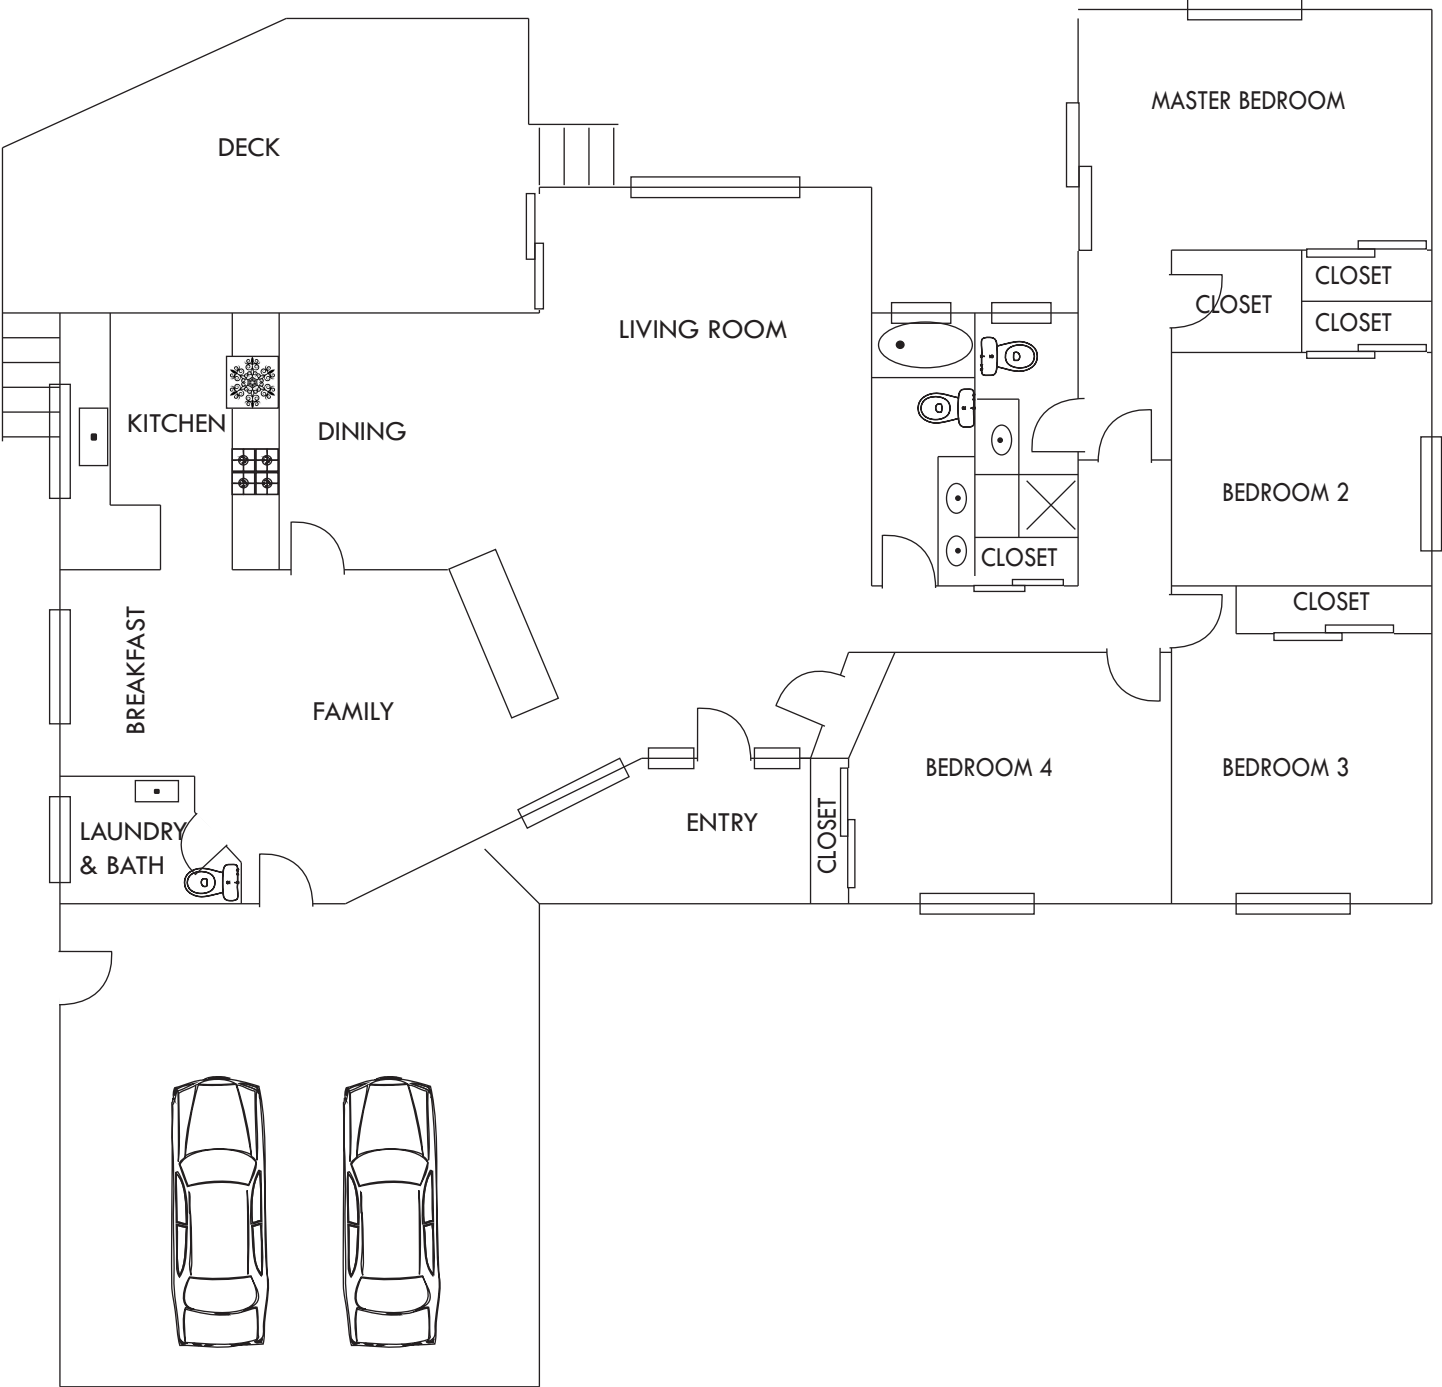 MASTER BEDROOM
DECK
CLOSET
CLOSET
CLOSET
LIVING ROOM
KITCHEN
DINING
BEDROOM 2
CLOSET
CLOSET
BREAKFAST
FAMILY
BEDROOM 4
BEDROOM 3
ENTRY
CLOSET
LAUNDRY
& BATH